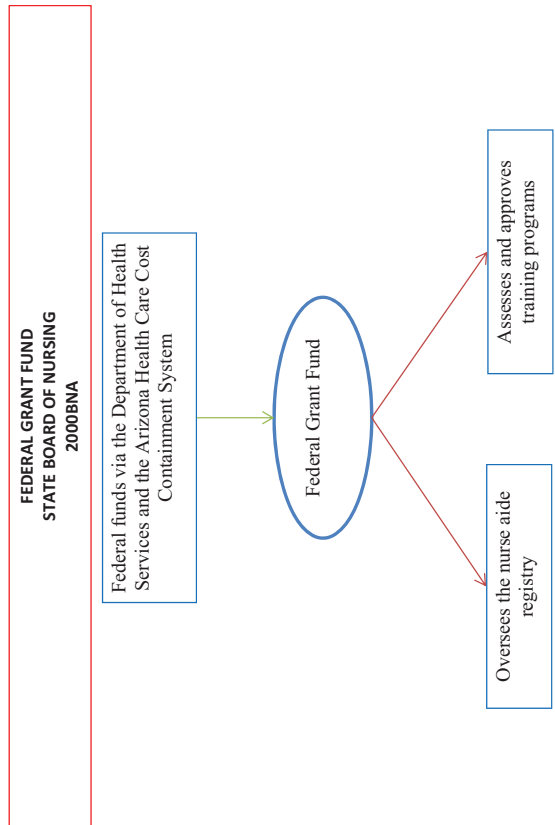 FEDERAL GRANT FUND
STATE BOARD OF NURSING
2000BNA
Federal funds via the Department of Health
Services and the Arizona Health Care Cost
Containment System
Federal Grant Fund
Oversees the nurse aide
registry
Assesses and approves
training programs